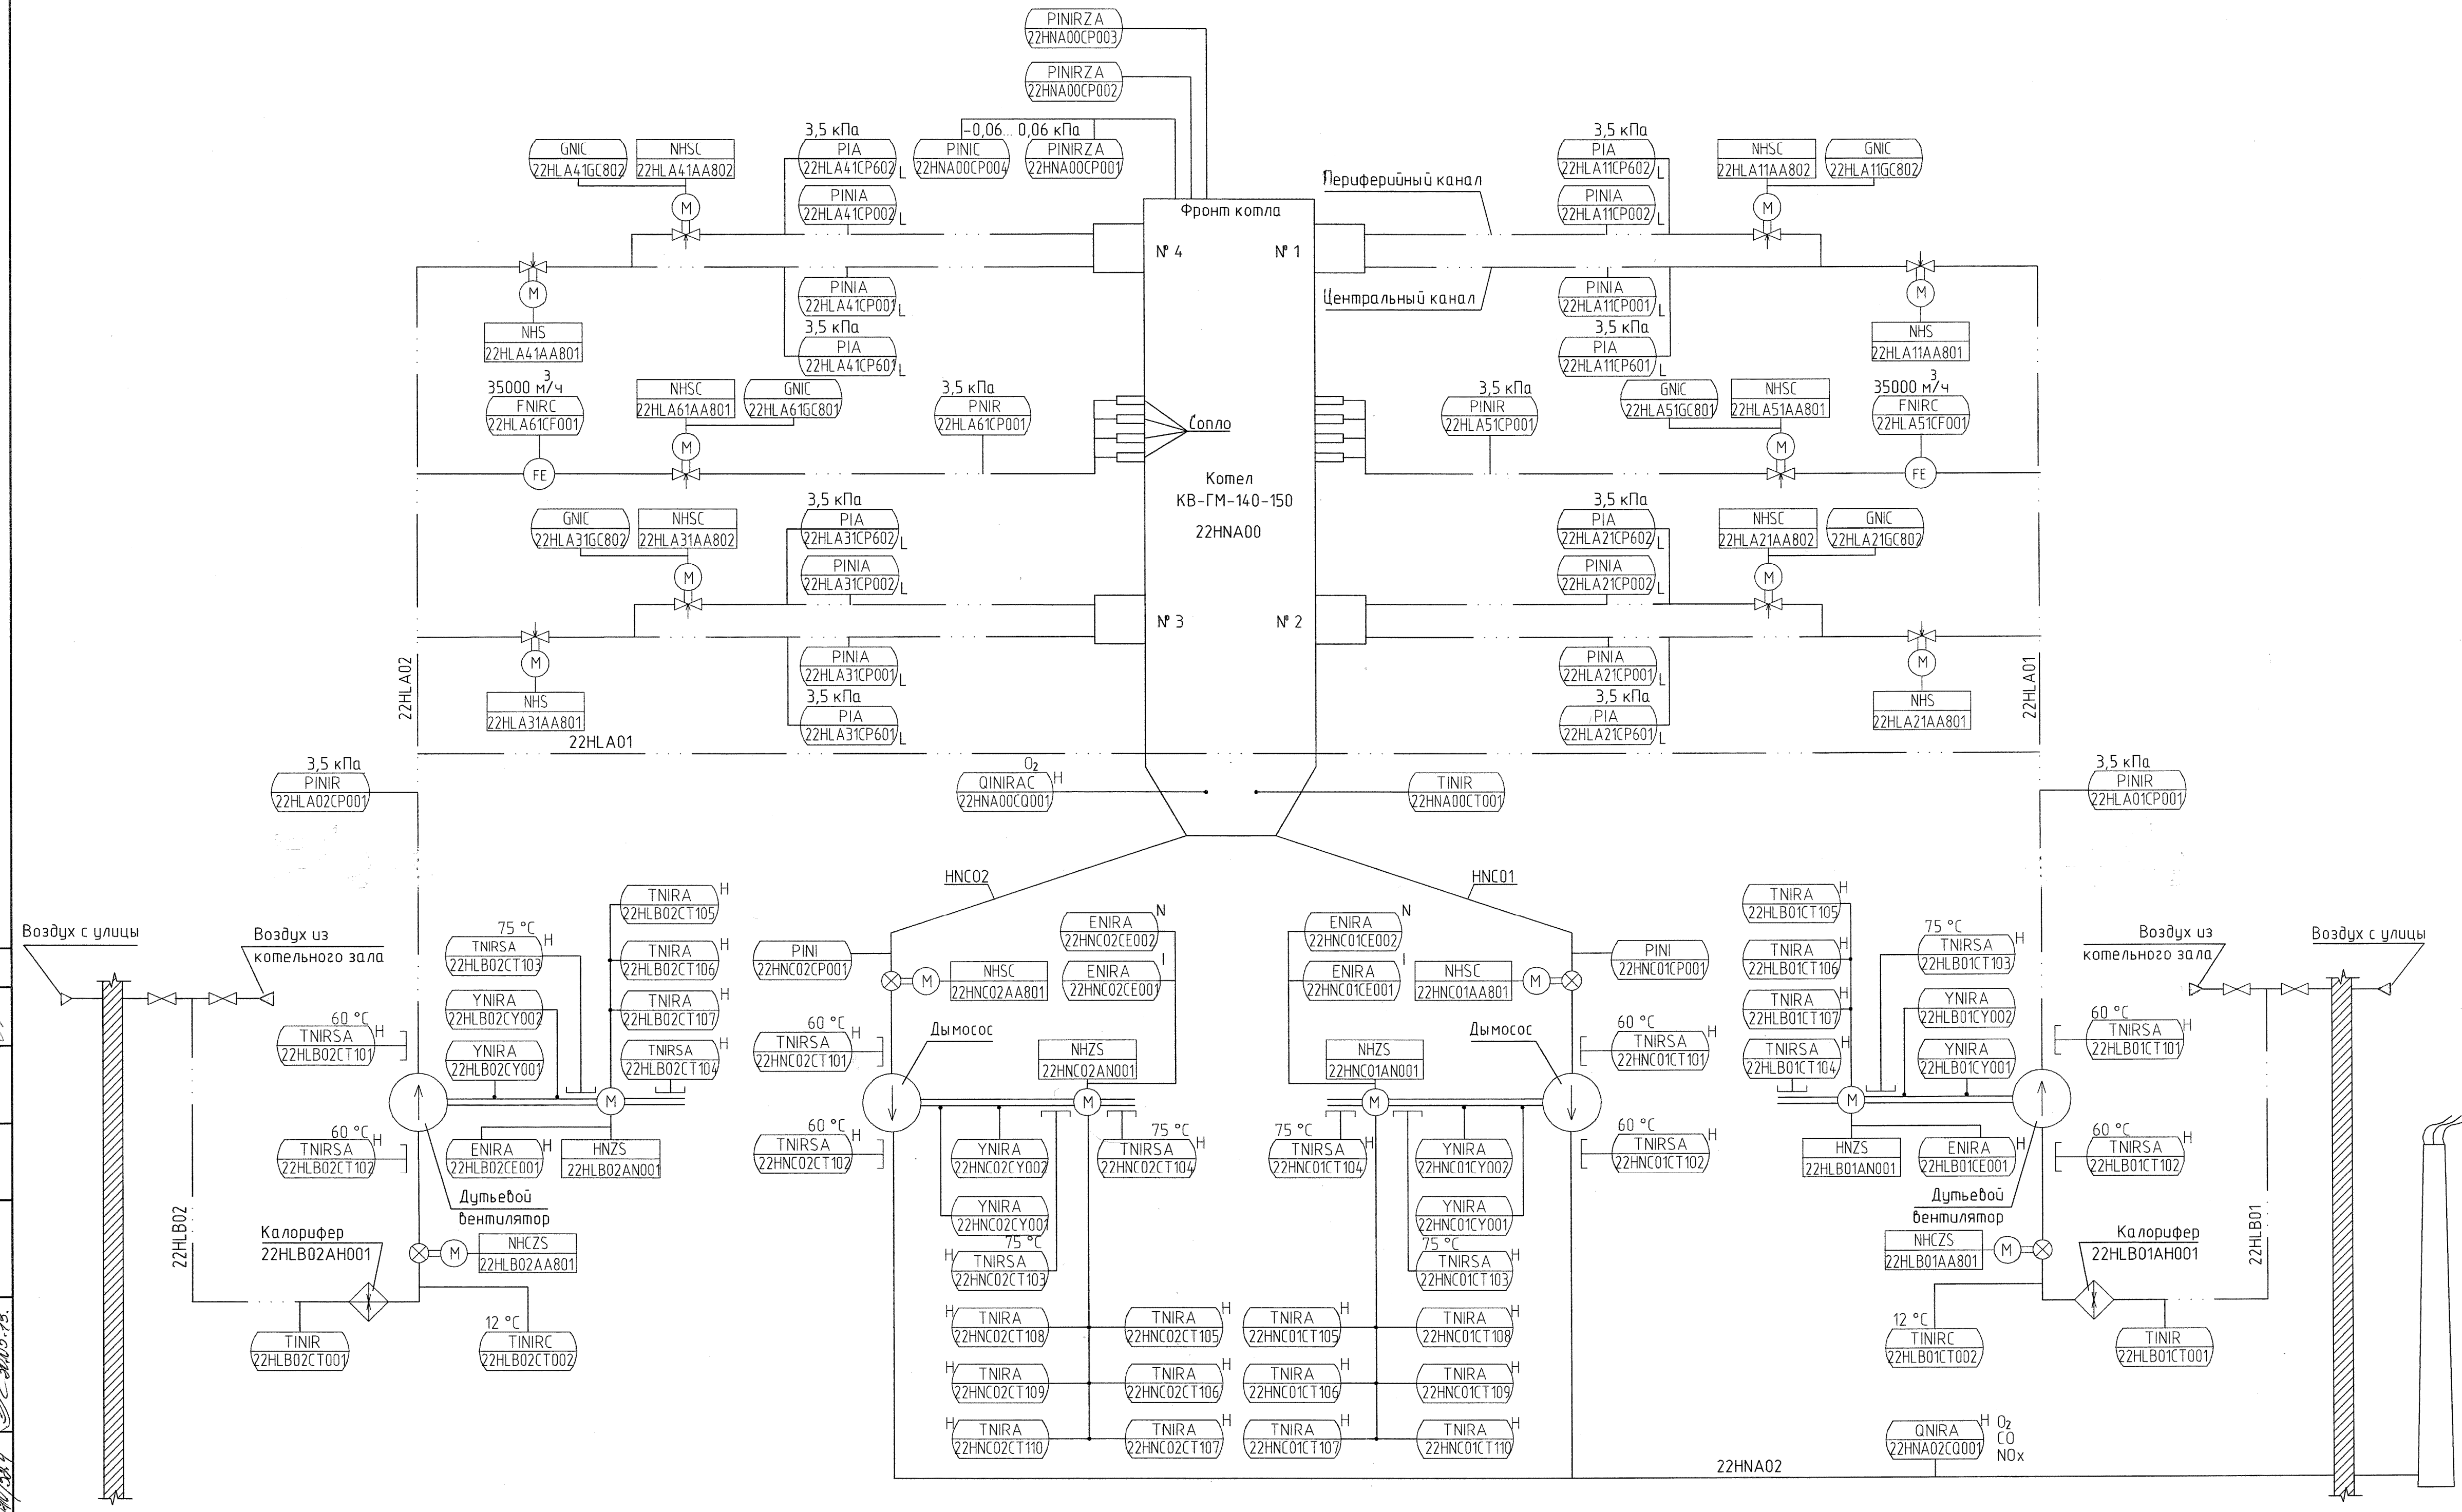 PINIRZA
22HNA00CP003
PINIRZA
22HNA00CP002
-0,06... 0,06 кПа
PINIC
22HNA00CP004
PINIRZA
22HNA00CP001
GNIC
22HLA41GC802
NHSC
22HLA41AA802
3,5 кПа
PIA
22HLA41CP602
L
PINIA
22HLA41CP002
L
M
M
NHS
22HLA41AA801
PINIA
22HLA41CP001
L
3,5 кПа
PIA
22HLA41CP601
L
Периферийный канал
Центральный канал
Фронт котла
№ 4
№ 1
3,5 кПа
PIA
22HLA11CP602
L
PINIA
22HLA11CP002
L
NHSC
22HLA11AA802
GNIC
22HLA11GC802
M
M
NHS
22HLA11AA801
PINIA
22HLA11CP001
L
3,5 кПа
PIA
22HLA11CP601
L
35000 м³/ч
FNIRC
22HLA61CF001
FE
NHSC
22HLA61AA801
GNIC
22HLA61GC801
M
3,5 кПа
PNIR
22HLA61CP001
Сопло
3,5 кПа
PINIR
22HLA51CP001
GNIC
22HLA51GC801
NHSC
22HLA51AA801
M
35000 м³/ч
FNIRC
22HLA51CF001
FE
Котел
КВ-ГМ-140-150
22HNA00
GNIC
22HLA31GC802
NHSC
22HLA31AA802
3,5 кПа
PIA
22HLA31CP602
L
PINIA
22HLA31CP002
L
M
M
NHS
22HLA31AA801
PINIA
22HLA31CP001
L
3,5 кПа
PIA
22HLA31CP601
L
№ 3
№ 2
3,5 кПа
PIA
22HLA21CP602
L
PINIA
22HLA21CP002
L
NHSC
22HLA21AA802
GNIC
22HLA21GC802
M
M
NHS
22HLA21AA801
PINIA
22HLA21CP001
L
3,5 кПа
PIA
22HLA21CP601
L
22HLA02
22HLA01
22HLA01
3,5 кПа
PINIR
22HLA02CP001
O₂
QINIRAC
22HNA00CQ001
H
TINIR
22HNA00CT001
3,5 кПа
PINIR
22HLA01CP001
HNC02
HNC01
Воздух с улицы
Воздух из
котельного зала
75 °C
TNIRSA
22HLB02CT103
H
YNIRA
22HLB02CY002
YNIRA
22HLB02CY001
TNIRA
22HLB02CT105
H
TNIRA
22HLB02CT106
H
TNIRA
22HLB02CT107
H
TNIRSA
22HLB02CT104
H
60 °C
TNIRSA
22HLB02CT101
H
60 °C
TNIRSA
22HLB02CT102
H
M
ENIRA
22HLB02CE001
H
HNZS
22HLB02AN001
Дутьевой
вентилятор
22HLB02
Калорифер
22HLB02AH001
M
NHCZS
22HLB02AA801
TINIR
22HLB02CT001
12 °C
TINIRC
22HLB02CT002
PINI
22HNC02CP001
M
NHSC
22HNC02AA801
ENIRA
22HNC02CE002
N
ENIRA
22HNC02CE001
I
Дымосос
60 °C
TNIRSA
22HNC02CT101
H
60 °C
TNIRSA
22HNC02CT102
H
NHZS
22HNC02AN001
M
YNIRA
22HNC02CY002
75 °C
TNIRSA
22HNC02CT104
H
YNIRA
22HNC02CY001
75 °C
H
TNIRSA
22HNC02CT103
H
TNIRA
22HNC02CT108
TNIRA
22HNC02CT105
H
TNIRA
22HNC02CT109
TNIRA
22HNC02CT106
H
H
TNIRA
22HNC02CT110
TNIRA
22HNC02CT107
H
ENIRA
22HNC01CE002
N
ENIRA
22HNC01CE001
I
NHSC
22HNC01AA801
M
PINI
22HNC01CP001
Дымосос
60 °C
TNIRSA
22HNC01CT101
H
60 °C
TNIRSA
22HNC01CT102
H
NHZS
22HNC01AN001
M
75 °C
TNIRSA
22HNC01CT104
H
YNIRA
22HNC01CY002
YNIRA
22HNC01CY001
75 °C
TNIRSA
22HNC01CT103
H
TNIRA
22HNC01CT105
H
TNIRA
22HNC01CT108
H
TNIRA
22HNC01CT106
H
TNIRA
22HNC01CT109
H
TNIRA
22HNC01CT107
H
TNIRA
22HNC01CT110
H
TNIRA
22HLB01CT105
H
TNIRA
22HLB01CT106
H
TNIRA
22HLB01CT107
H
TNIRSA
22HLB01CT104
H
75 °C
TNIRSA
22HLB01CT103
H
YNIRA
22HLB01CY002
YNIRA
22HLB01CY001
Воздух из
котельного зала
Воздух с улицы
60 °C
TNIRSA
22HLB01CT101
H
60 °C
TNIRSA
22HLB01CT102
H
M
HNZS
22HLB01AN001
ENIRA
22HLB01CE001
H
Дутьевой
вентилятор
NHCZS
22HLB01AA801
M
Калорифер
22HLB01AH001
22HLB01
12 °C
TINIRC
22HLB01CT002
TINIR
22HLB01CT001
QNIRA
22HNA02CQ001
H
O₂
CO
NOx
22HNA02